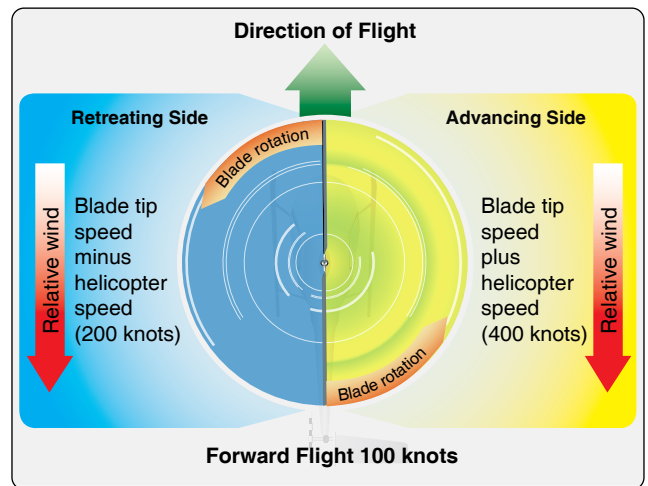 Direction of Flight
Retreating Side
Advancing Side
Blade rotation
Relative wind
Blade tip
speed
minus
helicopter
speed
(200 knots)
Blade tip
speed
plus
helicopter
speed
(400 knots)
Relative wind
Blade rotation
Forward Flight 100 knots